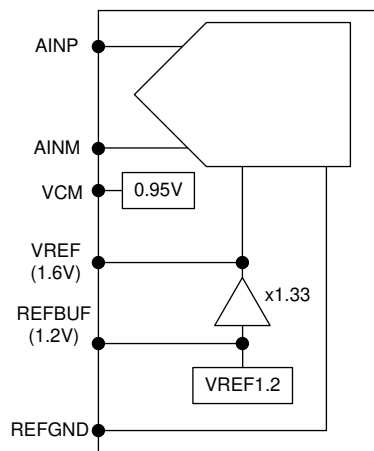 AINP
AINM
VCM
0.95V
VREF
(1.6V)
x1.33
REFBUF
(1.2V)
VREF1.2
REFGND